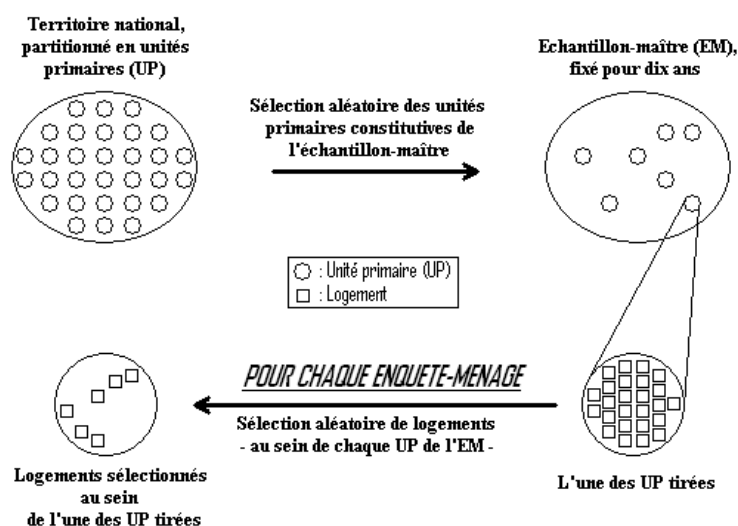 Territoire national,
partitionné en unités
primaires (UP)
Echantillon-maître (EM),
fixé pour dix ans
Sélection aléatoire des unités
primaires constitutives de
l'échantillon-maître
: Unité primaire (UP)
: Logement
POUR CHAQUE ENQUETE-MENAGE
Sélection aléatoire de logements
- au sein de chaque UP de l'EM -
Logements sélectionnés
au sein
de l'une des UP tirées
L'une des UP tirées